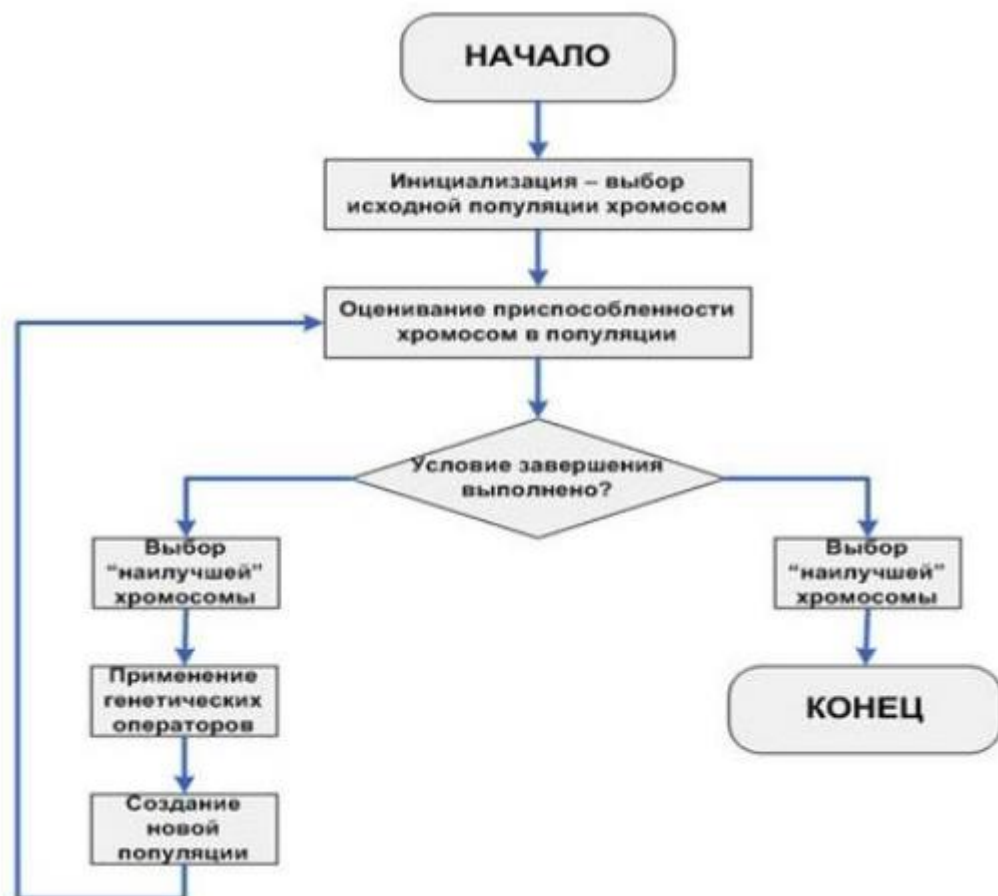 НАЧАЛО
Инициализация – выбор
исходной популяции хромосом
Оценивание приспособленности
хромосом в популяции
Условие завершения
выполнено?
Выбор
“наилучшей”
хромосомы
Применение
генетических
операторов
Создание
новой
популяции
Выбор
“наилучшей”
хромосомы
КОНЕЦ